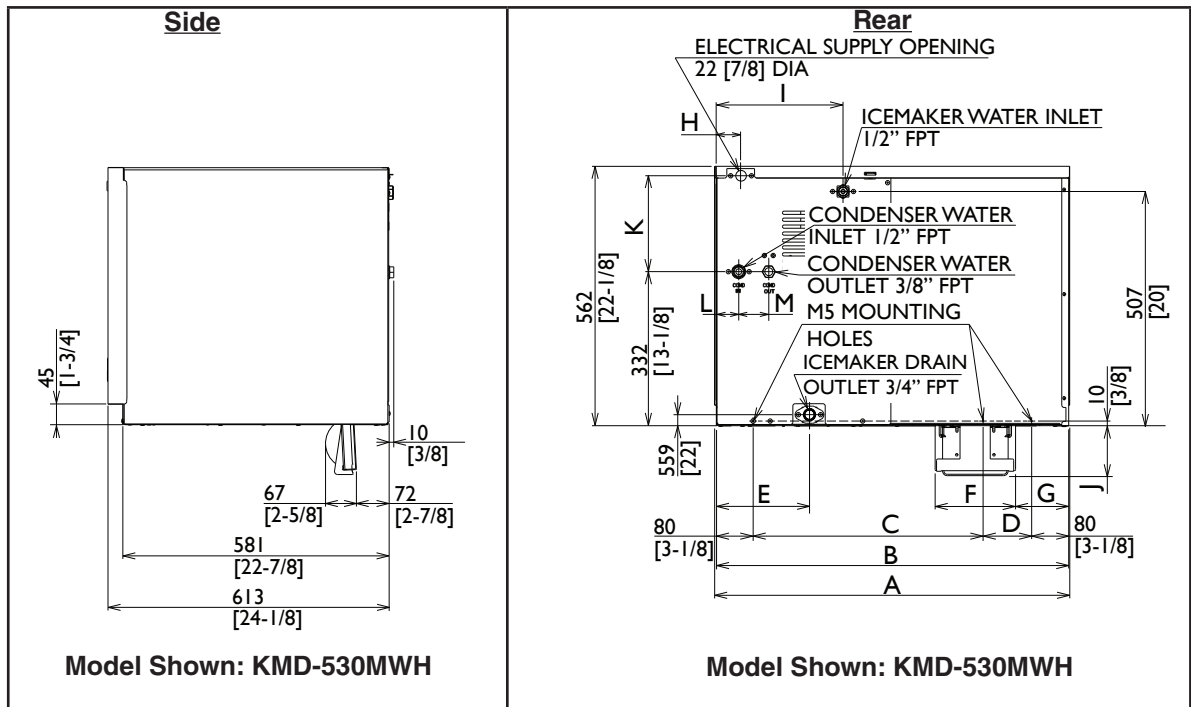 Side
45
[1-3/4]
10
[3/8]
67
[2-5/8]
72
[2-7/8]
581
[22-7/8]
613
[24-1/8]
Model Shown: KMD-530MWH
Rear
ELECTRICAL SUPPLY OPENING
22 [7/8] DIA
I
H
ICEMAKER WATER INLET
1/2” FPT
K
CONDENSER WATER
INLET 1/2” FPT
CONDENSER WATER
OUTLET 3/8” FPT
COND
IN
COND
OUT
L
M
M5 MOUNTING
HOLES
ICEMAKER DRAIN
OUTLET 3/4” FPT
562
[22-1/8]
332
[13-1/8]
507
[20]
10
[3/8]
559
[22]
J
E
F
G
80
[3-1/8]
C
D
80
[3-1/8]
B
A
Model Shown: KMD-530MWH